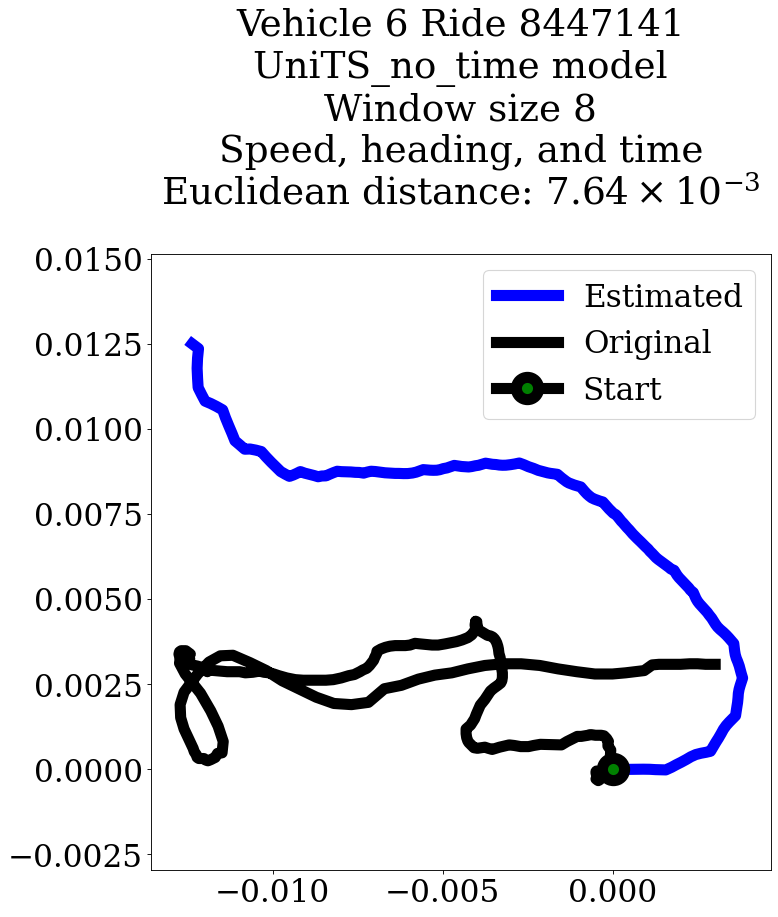 Vehicle 6 Ride 8447141
UniTS_no_time model
Window size 8
Speed, heading, and time
Euclidean distance: $7.64 \times 10^{-3}$
0.0150
0.0125
0.0100
0.0075
0.0050
0.0025
0.0000
−0.0025
Estimated
Original
Start
−0.010
−0.005
0.000